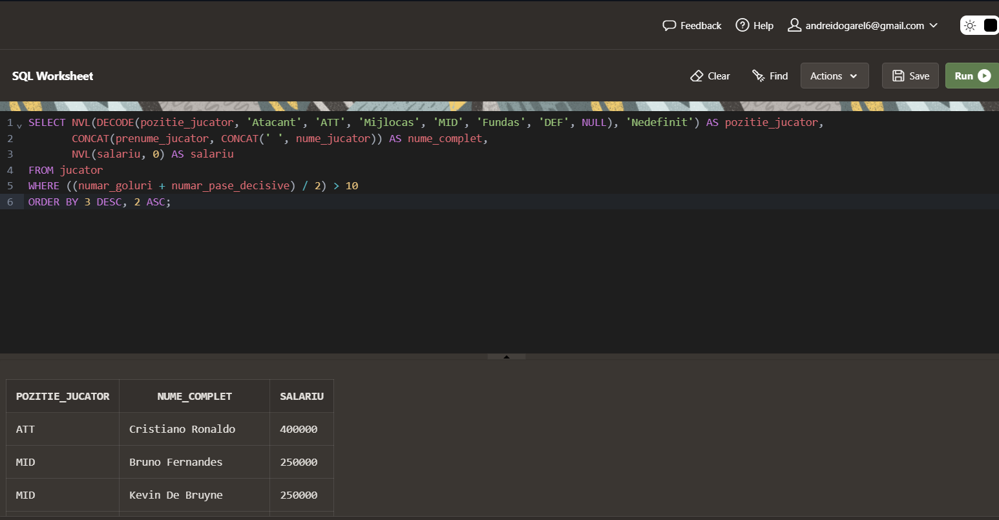 Feedback Help andreidogarel6@gmail.com
SQL Worksheet Clear Find Actions Save Run
1 SELECT NVL(DECODE(pozitie_jucator, 'Atacant', 'ATT', 'Mijlocas', 'MID', 'Fundas', 'DEF', NULL), 'Nedefinit') AS pozitie_jucator,
2 CONCAT(prenume_jucator, CONCAT(' ', nume_jucator)) AS nume_complet,
3 NVL(salariu, 0) AS salariu
4 FROM jucator
5 WHERE ((numar_goluri + numar_pase_decisive) / 2) > 10
6 ORDER BY 3 DESC, 2 ASC;
POZITIE_JUCATOR NUME_COMPLET SALARIU
ATT Cristiano Ronaldo 400000
MID Bruno Fernandes 250000
MID Kevin De Bruyne 250000